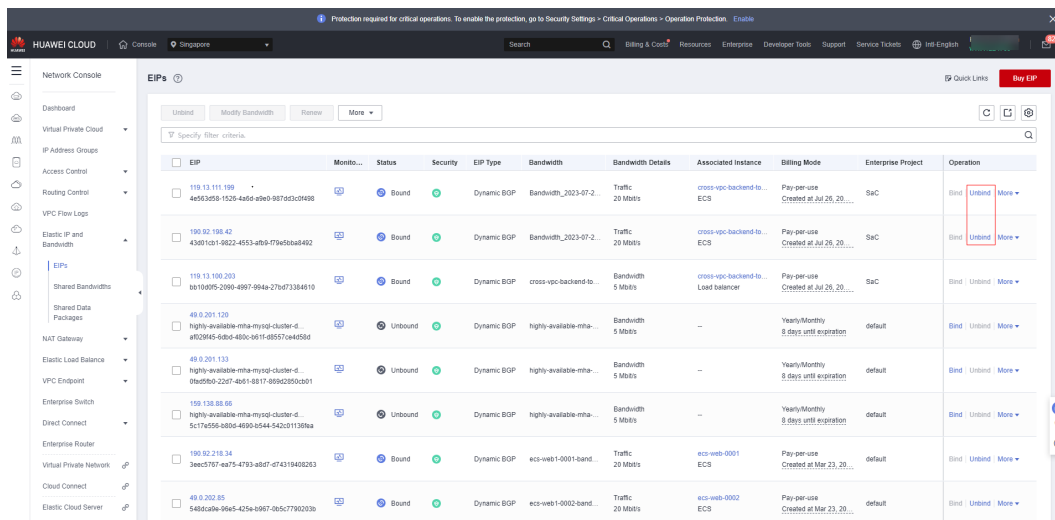 Protection required for critical operations. To enable the protection, go to Security Settings > Critical Operations > Operation Protection. Enable
HUAWEI
HUAWEI CLOUD Console Singapore Search Billing & Costs Resources Enterprise Developer Tools Support Service Tickets Intl-English
Network Console
Dashboard
Virtual Private Cloud
IP Address Groups
Access Control
Routing Control
VPC Flow Logs
Elastic IP and
Bandwidth
EIPs
Shared Bandwidths
Shared Data
Packages
NAT Gateway
Elastic Load Balance
VPC Endpoint
Enterprise Switch
Direct Connect
Enterprise Router
Virtual Private Network
Cloud Connect
Elastic Cloud Server
EIPs Quick Links Buy EIP
Unbind Modify Bandwidth Renew More
Specify filter criteria.
EIP Monito... Status Security EIP Type Bandwidth Bandwidth Details Associated Instance Billing Mode Enterprise Project Operation
119.13.111.199 Traffic cross-vpc-backend-to... Pay-per-use
Bound Dynamic BGP Bandwidth_2023-07-2... SaC Bind Unbind More
4e563d58-1526-4a6d-a9e0-987dd3c0f498 20 Mbit/s ECS Created at Jul 26, 20...
190.92.198.42 Traffic cross-vpc-backend-to... Pay-per-use
Bound Dynamic BGP Bandwidth_2023-07-2... SaC Bind Unbind More
43d01cb1-9822-4553-afb9-f79e5bba8492 20 Mbit/s ECS Created at Jul 26, 20...
119.13.100.203 Bandwidth cross-vpc-backend-to... Pay-per-use
Bound Dynamic BGP cross-vpc-backend-to... SaC Bind Unbind More
bb10d0f5-2090-4997-994a-27bd73384610 5 Mbit/s Load balancer Created at Jul 26, 20...
49.0.201.120 Bandwidth Yearly/Monthly
highly-available-mha-mysql-cluster-d... Unbound Dynamic BGP highly-available-mha-... -- default Bind Unbind More
af029f45-6dbd-480c-b61f-d8557ce4d58d 5 Mbit/s 8 days until expiration
49.0.201.133 Bandwidth Yearly/Monthly
highly-available-mha-mysql-cluster-d... Unbound Dynamic BGP highly-available-mha-... -- default Bind Unbind More
0fad5fb0-22d7-4b61-8817-869d2850cb01 5 Mbit/s 8 days until expiration
159.138.88.66 Bandwidth Yearly/Monthly
highly-available-mha-mysql-cluster-d... Unbound Dynamic BGP highly-available-mha-... -- default Bind Unbind More
5c17e556-b80d-4690-b544-542c01136fea 5 Mbit/s 8 days until expiration
190.92.218.34 Traffic ecs-web-0001 Pay-per-use
Bound Dynamic BGP ecs-web1-0001-band... default Bind Unbind More
3eec5767-ea75-4793-a8d7-d74319408263 20 Mbit/s ECS Created at Mar 23, 20...
49.0.202.85 Traffic ecs-web-0002 Pay-per-use
Bound Dynamic BGP ecs-web1-0002-band... default Bind Unbind More
548dca9e-96e5-425e-b967-0b5c7790203b 20 Mbit/s ECS Created at Mar 23, 20...